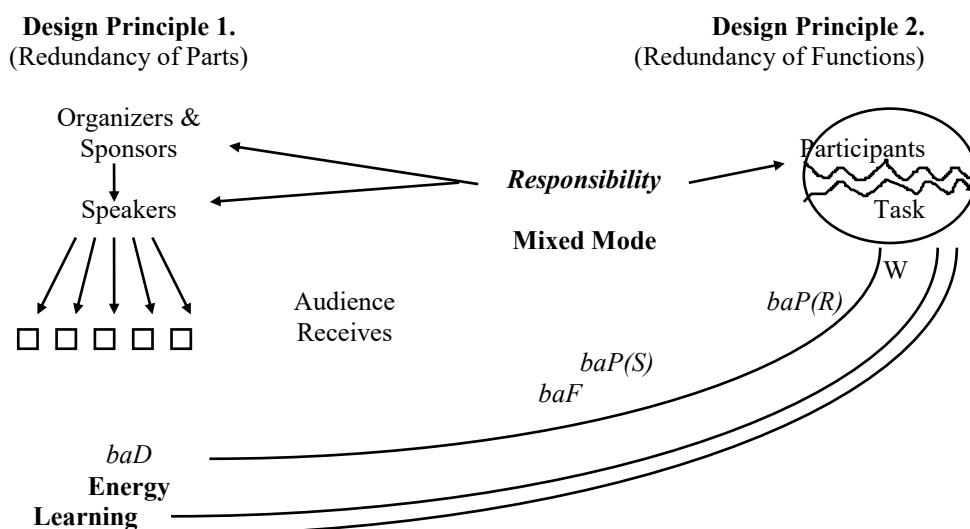 Design Principle 1.
(Redundancy of Parts)
Design Principle 2.
(Redundancy of Functions)
Organizers &
Sponsors
Speakers
Responsibility
Mixed Mode
Participants
Task
W
Audience
Receives
baP(R)
baP(S)
baF
baD
Energy
Learning